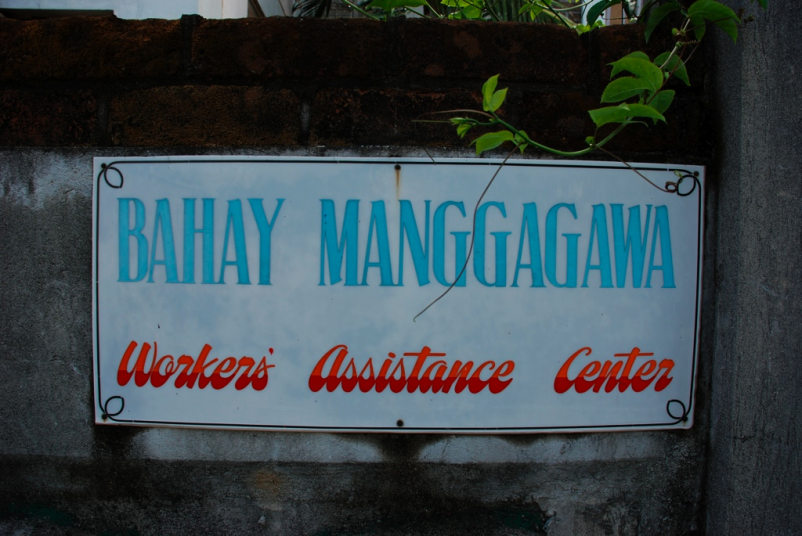 BAHAY MANGGAGAWA
Workers' Assistance Center